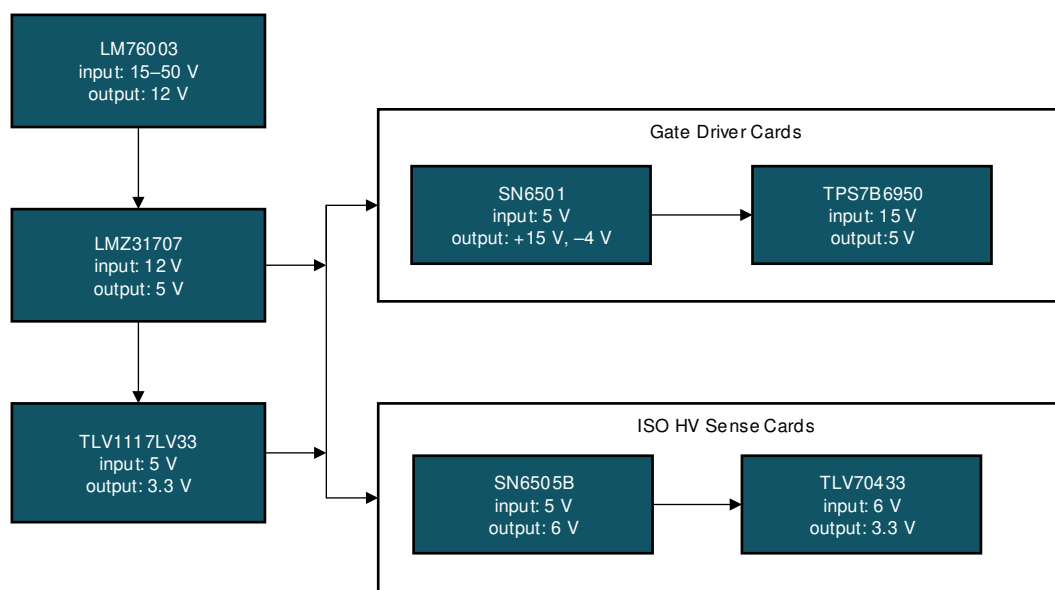 LM76003
input: 15–50 V
output: 12 V
LMZ31707
input: 12 V
output: 5 V
TLV1117LV33
input: 5 V
output: 3.3 V
Gate Driver Cards
SN6501
input: 5 V
output: +15 V, –4 V
TPS7B6950
input: 15 V
output:5 V
ISO HV Sense Cards
SN6505B
input: 5 V
output: 6 V
TLV70433
input: 6 V
output: 3.3 V